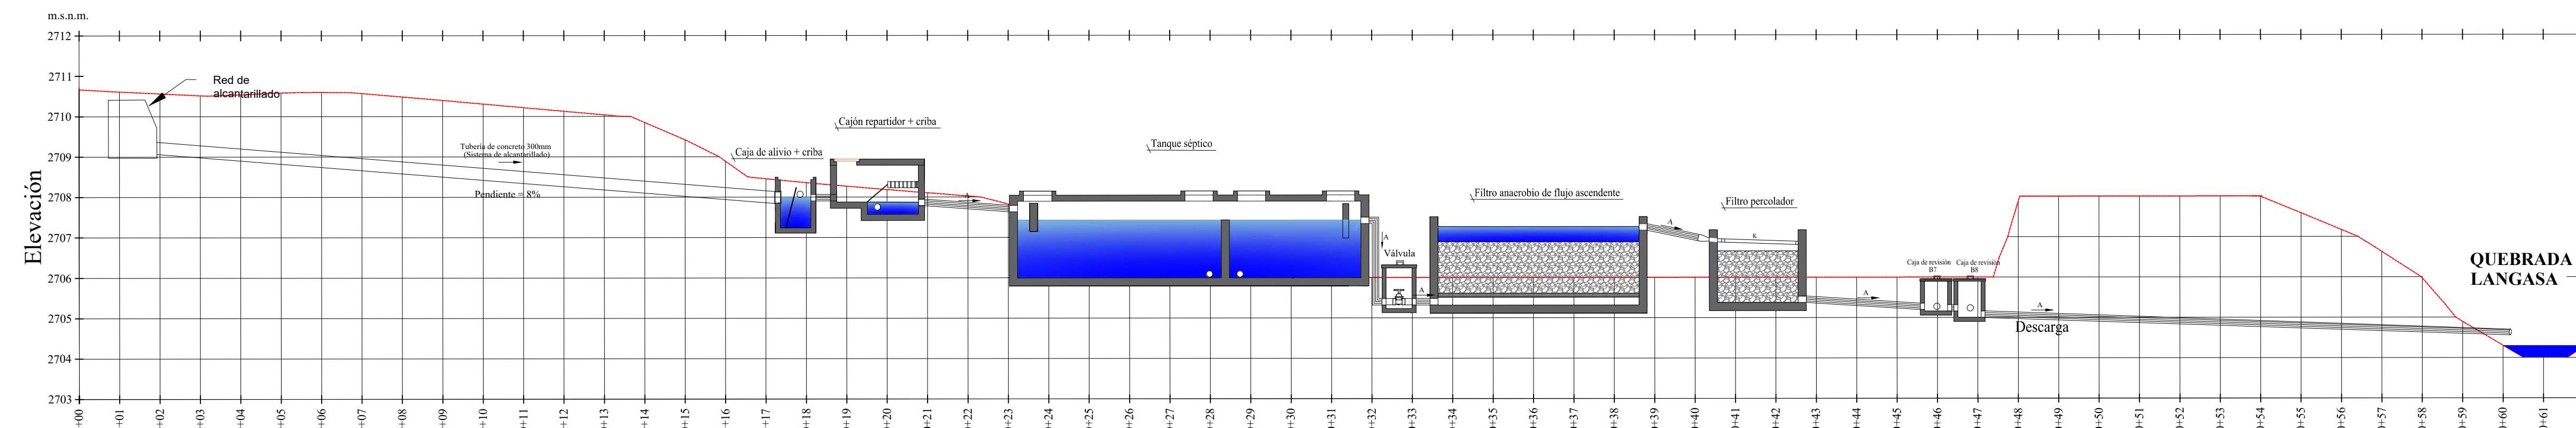 m.s.n.m.
2712
2711
2710
2709
2708
2707
2706
2705
2704
2703
Elevación
Red de
alcantarillado
Tubería de concreto 300mm
(Sistema de alcantarillado)
Pendiente = 8%
Caja de alivio + criba
Cajón repartidor + criba
A
Tanque séptico
A
Válvula
A
Filtro anaerobio de flujo ascendente
A
Filtro percolador
K
A
Caja de revisión
B7
Caja de revisión
B8
A
Descarga
QUEBRADA
LANGASA
+00
+01
+02
+03
+04
+05
+06
+07
+08
+09
+10
+11
+12
+13
+14
+15
+16
+17
+18
+19
+20
+21
+22
+23
+24
+25
+26
+27
+28
+29
+30
+31
+32
+33
+34
+35
+36
+37
+38
+39
+40
+41
+42
+43
+44
+45
+46
+47
+48
+49
+50
+51
+52
+53
+54
+55
+56
+57
+58
+59
+60
+61